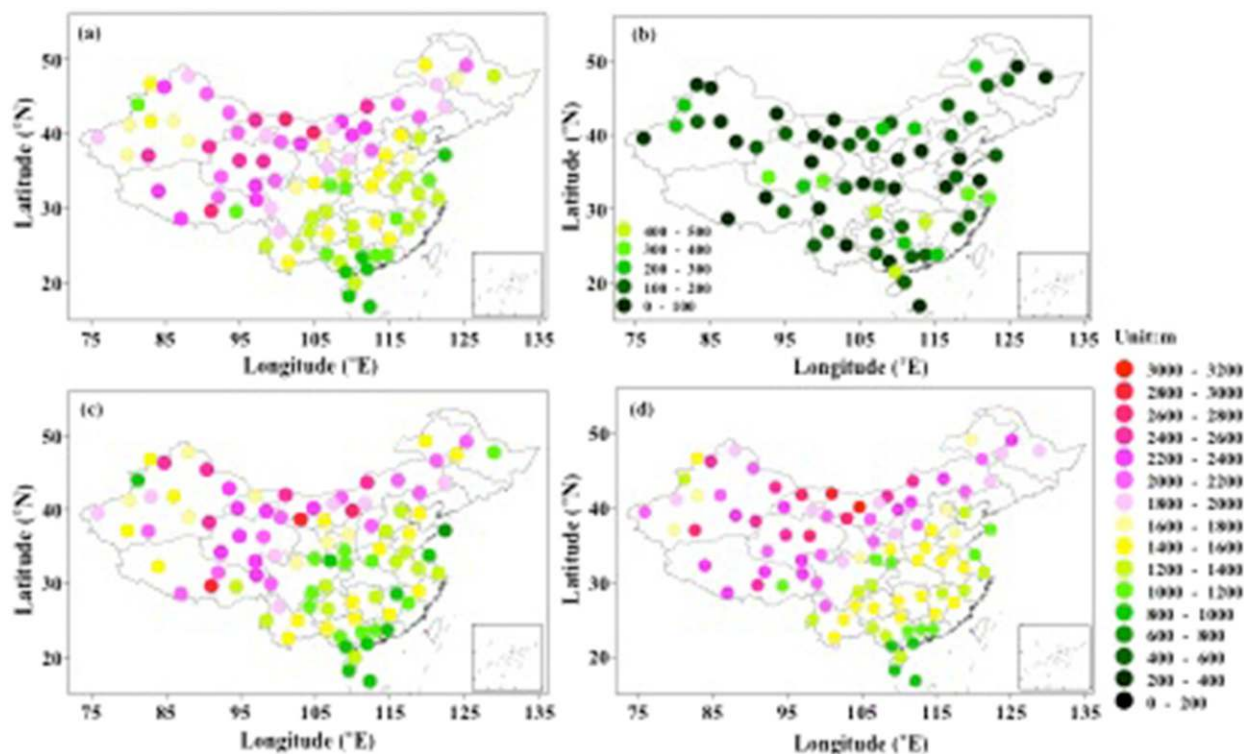 (a)
(b)
50
40
30
20
Latitude (°N)
50
40
30
20
Latitude (°N)
400 - 500
300 - 400
200 - 300
100 - 200
0 - 100
75 85 95 105 115 125 135
75 85 95 105 115 125 135
Longitude (°E)
Longitude (°E)
Unit:m
3000 - 3200
2800 - 3000
2600 - 2800
2400 - 2600
2200 - 2400
2000 - 2200
1800 - 2000
1600 - 1800
1400 - 1600
1200 - 1400
1000 - 1200
800 - 1000
600 - 800
400 - 600
200 - 400
0 - 200
(c)
(d)
50
40
30
20
Latitude (°N)
50
40
30
20
Latitude (°N)
75 85 95 105 115 125 135
75 85 95 105 115 125 135
Longitude (°E)
Longitude (°E)